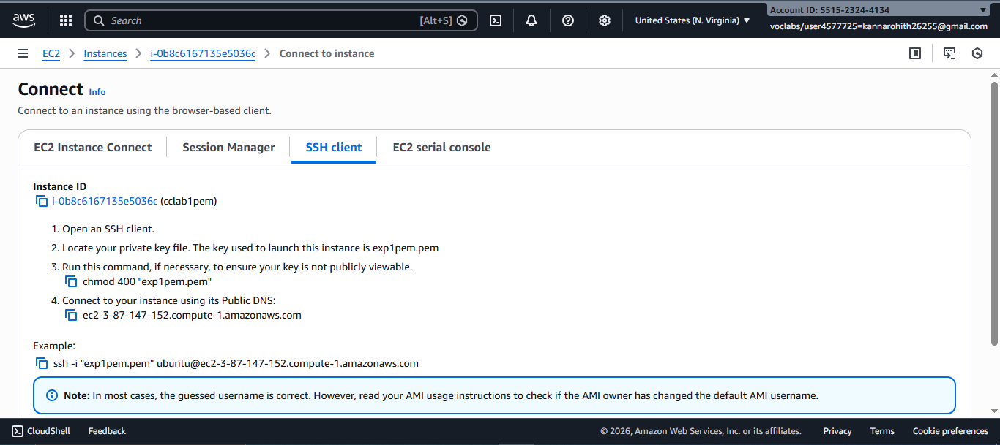 aws
Search [Alt+S]
United States (N. Virginia)
Account ID: 5515-2324-4134
voclabs/user4577725=kannarohith26255@gmail.com
EC2 Instances i-0b8c6167135e5036c Connect to instance
Connect Info
Connect to an instance using the browser-based client.
EC2 Instance Connect Session Manager SSH client EC2 serial console
Instance ID
i-0b8c6167135e5036c (cclab1pem)
1. Open an SSH client.
2. Locate your private key file. The key used to launch this instance is exp1pem.pem
3. Run this command, if necessary, to ensure your key is not publicly viewable.
chmod 400 "exp1pem.pem"
4. Connect to your instance using its Public DNS:
ec2-3-87-147-152.compute-1.amazonaws.com
Example:
ssh -i "exp1pem.pem" ubuntu@ec2-3-87-147-152.compute-1.amazonaws.com
Note: In most cases, the guessed username is correct. However, read your AMI usage instructions to check if the AMI owner has changed the default AMI username.
CloudShell Feedback © 2026, Amazon Web Services, Inc. or its affiliates. Privacy Terms Cookie preferences